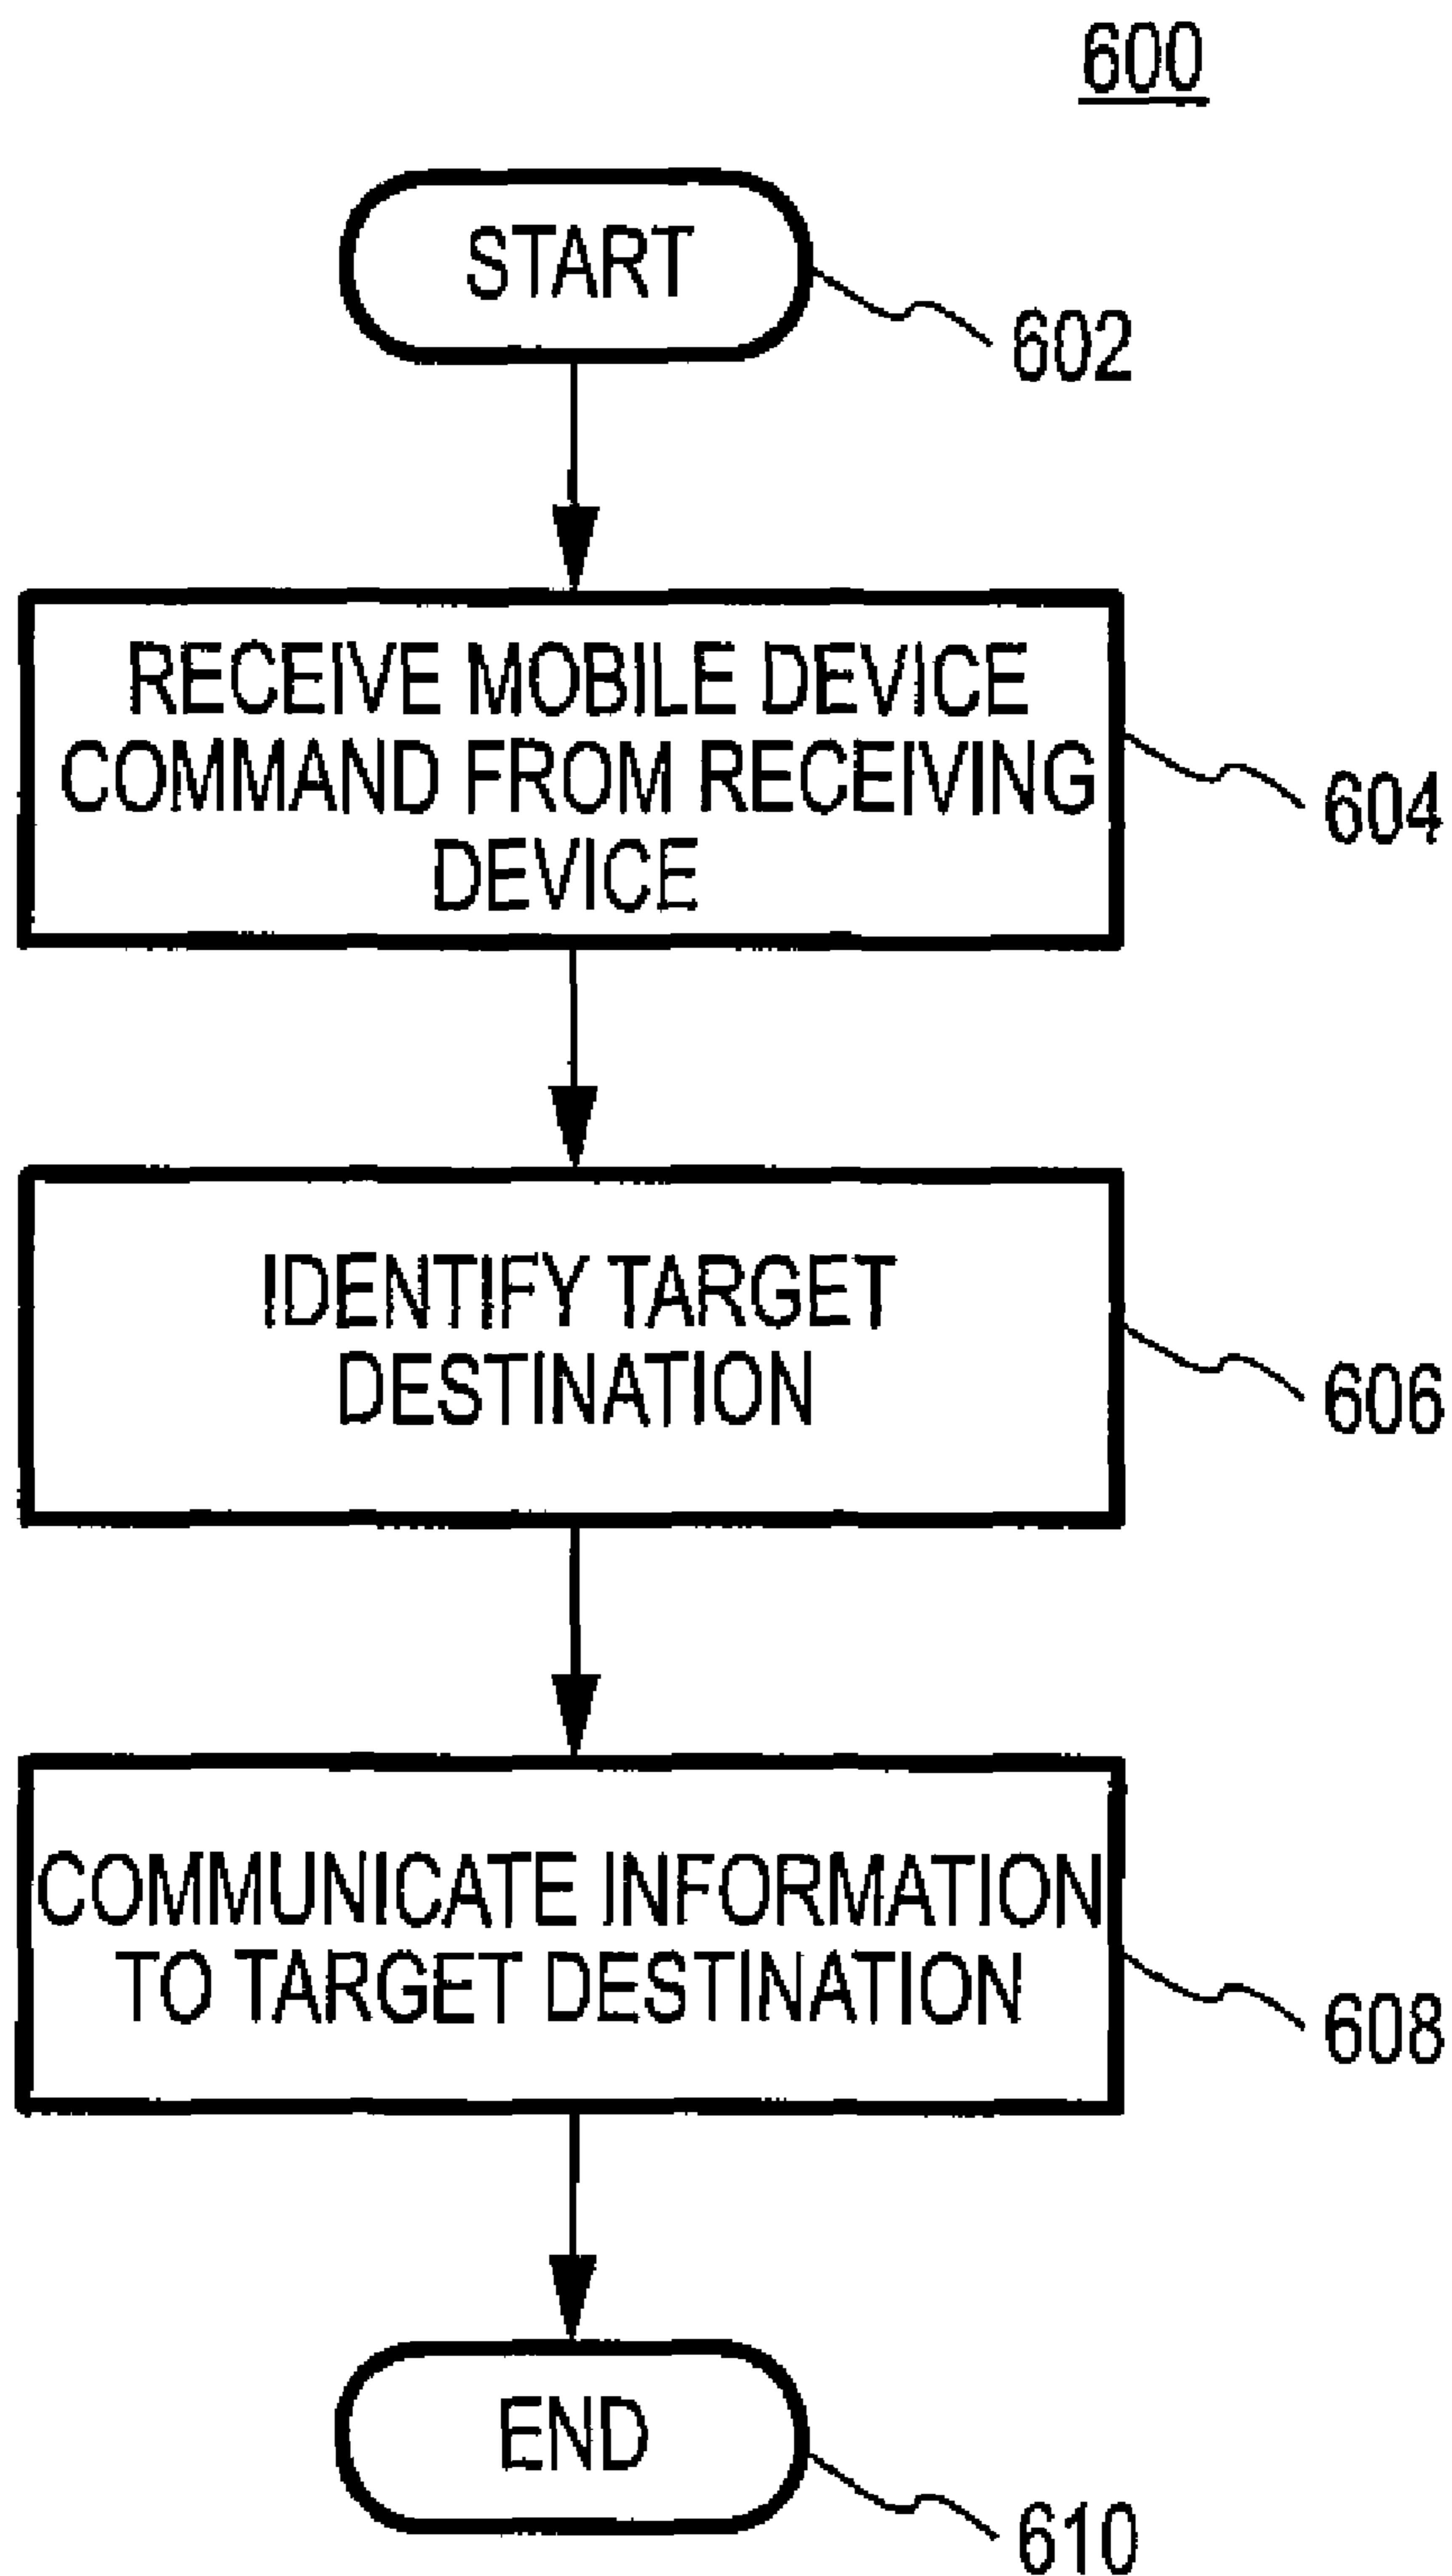 600
START
602
RECEIVE MOBILE DEVICE
COMMAND FROM RECEIVING
DEVICE
604
IDENTIFY TARGET
DESTINATION
606
COMMUNICATE INFORMATION
TO TARGET DESTINATION
608
END
610